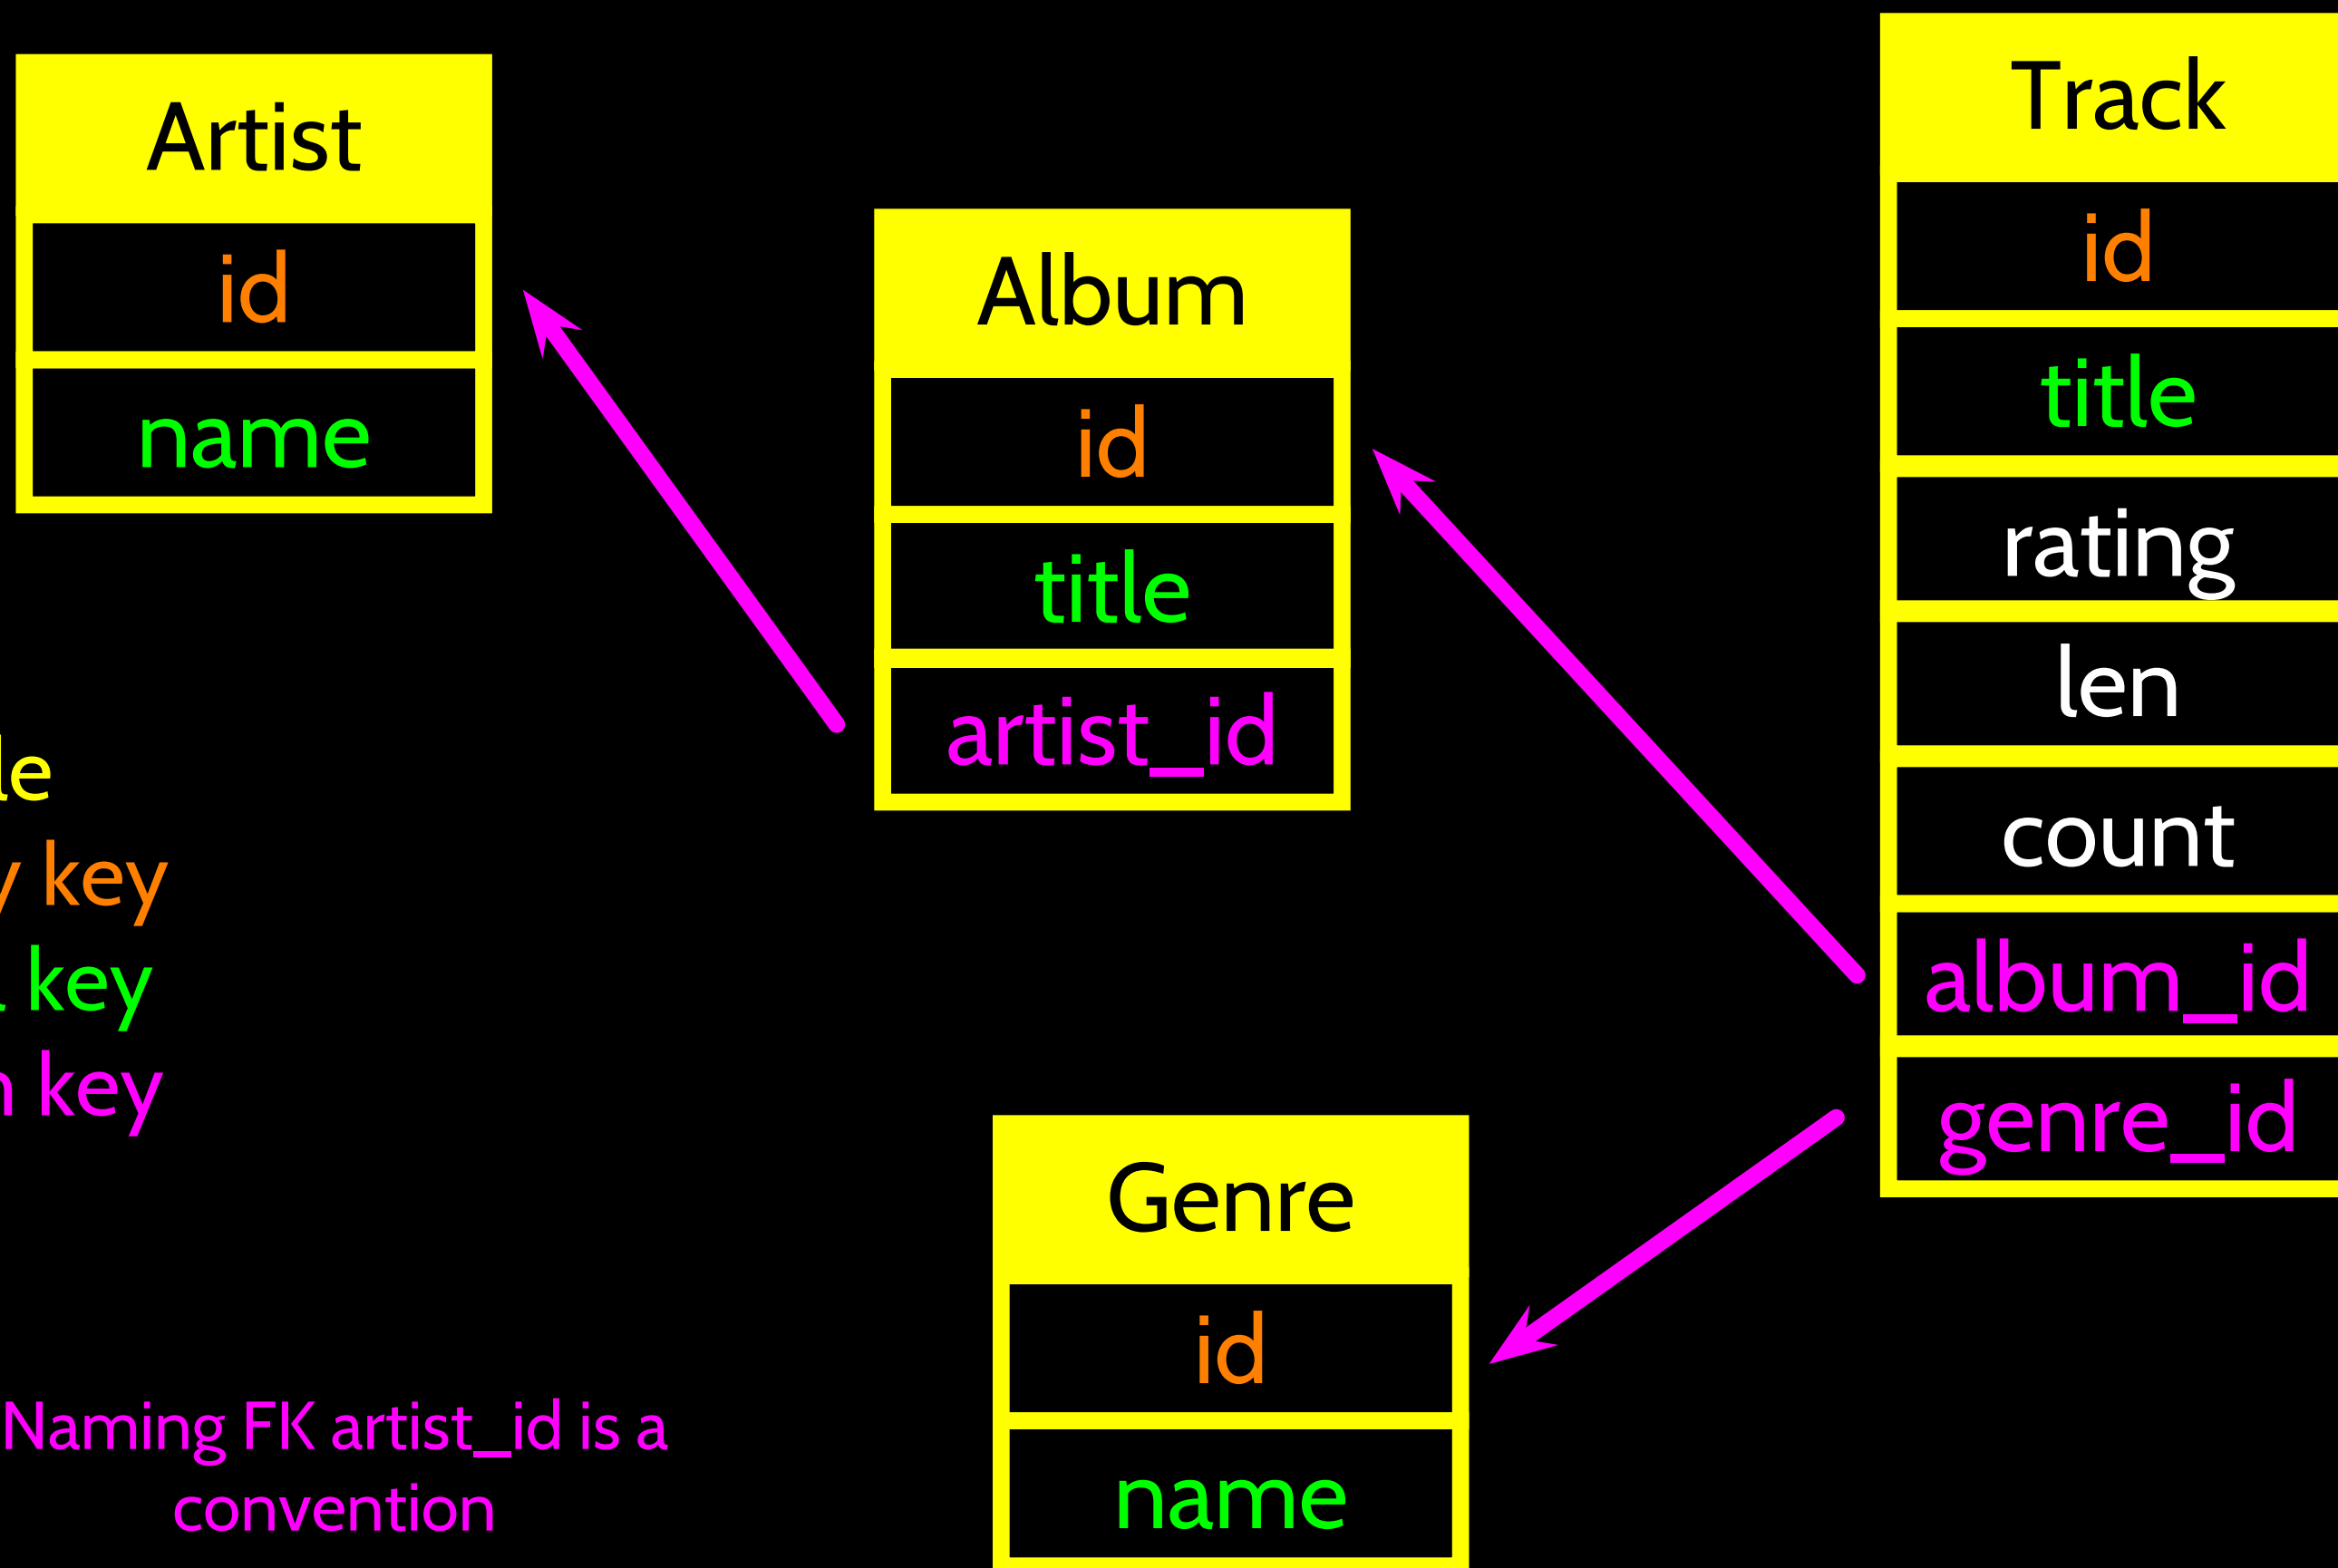 Artist
id
name
Album
id
title
artist_id
Track
id
title
rating
len
count
album_id
genre_id
key
key
key
Genre
id
name
Naming FK artist_id is a
convention